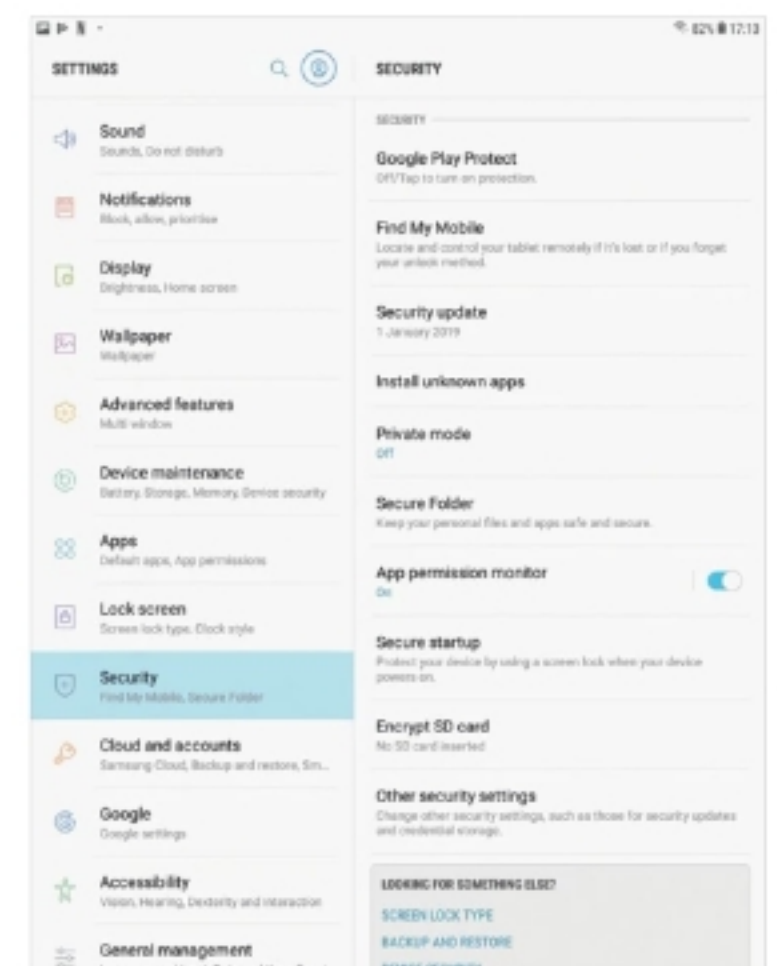 82% 17:13
SETTINGS
Sound
Sounds, Do not disturb
Notifications
Block, allow, prioritise
Display
Brightness, Home screen
Wallpaper
Wallpaper
Advanced features
Multi window
Device maintenance
Battery, Storage, Memory, Device security
Apps
Default apps, App permissions
Lock screen
Screen lock type, Clock style
Security
Find My Mobile, Secure Folder
Cloud and accounts
Samsung Cloud, Backup and restore, Sm...
Google
Google settings
Accessibility
Vision, Hearing, Dexterity and interaction
General management
SECURITY
SECURITY
Google Play Protect
Off/Tap to turn on protection.
Find My Mobile
Locate and control your tablet remotely if it's lost or if you forget
your unlock method.
Security update
1 January 2019
Install unknown apps
Private mode
Off
Secure Folder
Keep your personal files and apps safe and secure.
App permission monitor
On
Secure startup
Protect your device by using a screen lock when your device
powers on.
Encrypt SD card
No SD card inserted
Other security settings
Change other security settings, such as those for security updates
and credential storage.
LOOKING FOR SOMETHING ELSE?
SCREEN LOCK TYPE
BACKUP AND RESTORE